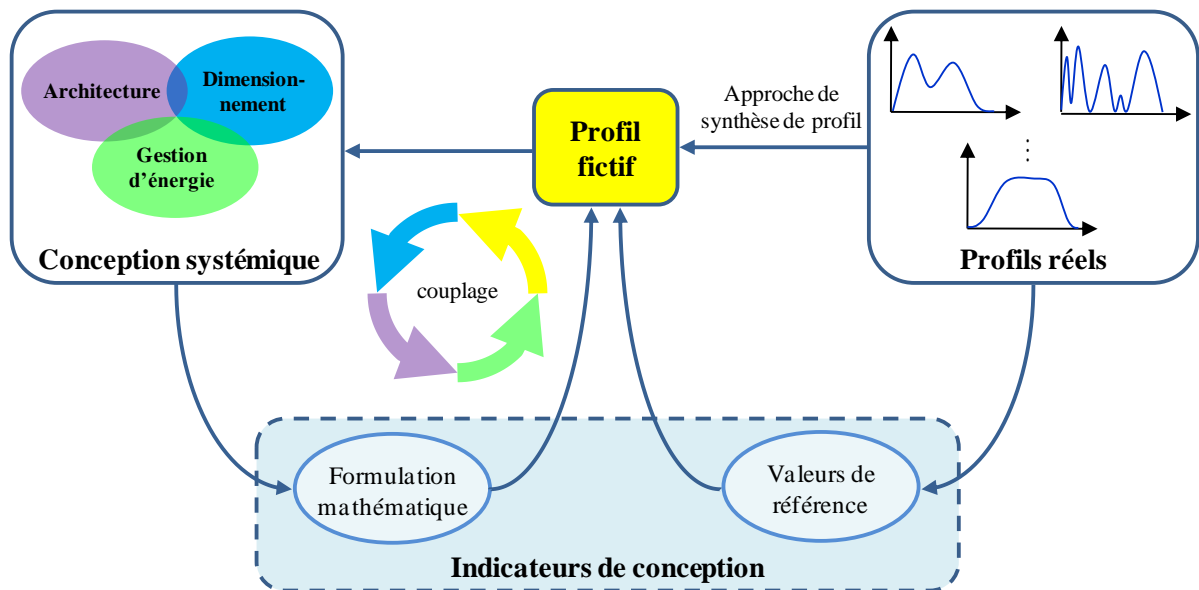 Architecture
Dimension-
nement
Gestion
d'énergie
Conception systémique
Profil
fictif
Approche de
synthèse de profil
Profils réels
couplage
Formulation
mathématique
Valeurs de
référence
Indicateurs de conception